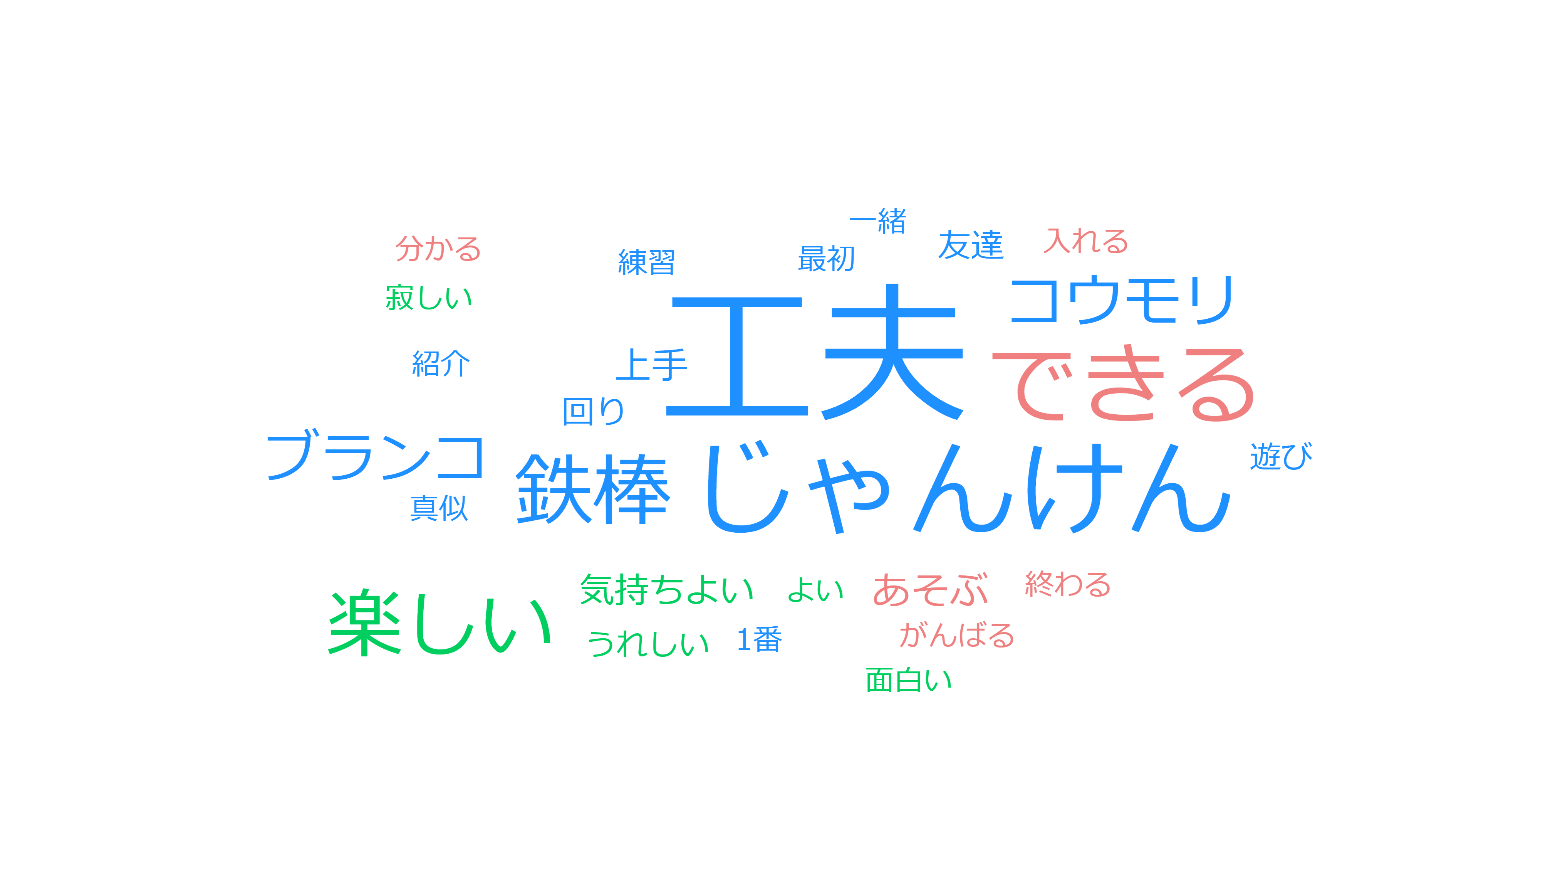 一緒
分かる
練習
最初
友達
入れる
寂しい
コウモリ
紹介
上手
工夫
できる
回り
ブランコ
鉄棒
じゃんけん
遊び
真似
楽しい
気持ちよい
よい
あそぶ
終わる
うれしい
1番
がんばる
面白い